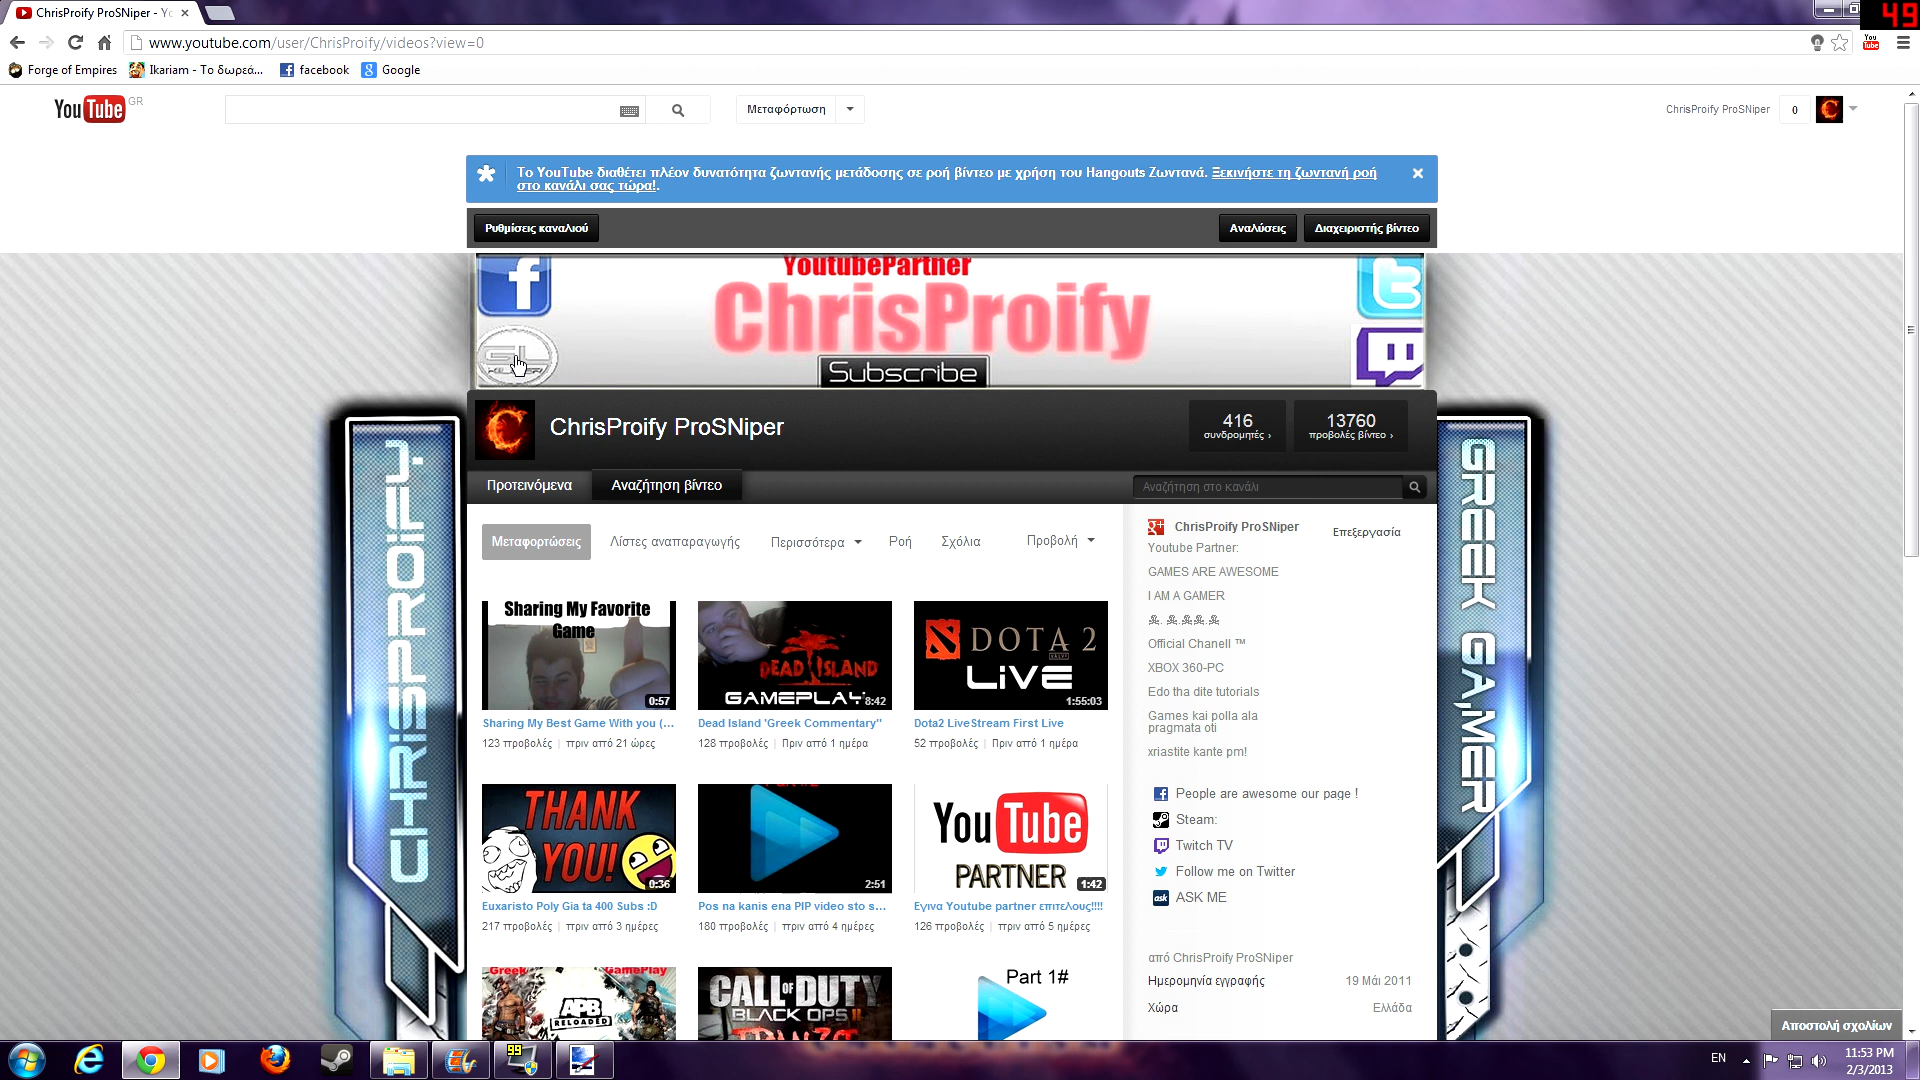 ChrisProify ProSNiper - Yo
49
www.youtube.com/user/ChrisProify/videos?view=0
You Tube
Forge of Empires
Ikariam - Το δωρεά...
facebook
Google
YouTube GR
Μεταφόρτωση
ChrisProify ProSNiper
0
Το YouTube διαθέτει πλέον δυνατότητα ζωντανής μετάδοσης σε ροή βίντεο με χρήση του Hangouts Ζωντανά. Ξεκινήστε τη ζωντανή ροή
στο κανάλι σας τώρα!.
Ρυθμίσεις καναλιού
Αναλύσεις
Διαχειριστής βίντεο
YoutubePartner
ChrisProify
Subscribe
ChrisProify ProSNiper
416
συνδρομητές ›
13760
προβολές βίντεο ›
Προτεινόμενα
Αναζήτηση βίντεο
Αναζήτηση στο κανάλι
CHRISPROIFY
GREEK GA,MER
Μεταφορτώσεις
Λίστες αναπαραγωγής
Περισσότερα
Ροή
Σχόλια
Προβολή
Sharing My Favorite
Game
0:57
Sharing My Best Game With you (...
123 προβολές | πριν από 21 ώρες
DEAD ISLAND
GAMEPLAY
8:42
Dead Island 'Greek Commentary''
128 προβολές | Πριν από 1 ημέρα
DOTA 2
VALVE
LiVE
1:55:03
Dota2 LiveStream First Live
52 προβολές | Πριν από 1 ημέρα
THANK
YOU!
0:36
Euxaristo Poly Gia ta 400 Subs :D
217 προβολές | πριν από 3 ημέρες
2:51
Pos na kanis ena PIP video sto s...
180 προβολές | πριν από 4 ημέρες
YouTube
PARTNER
1:42
Εγινα Youtube partner επιτελους!!!!
126 προβολές | πριν από 5 ημέρες
Greek GamePlay
APB
RELOADED
CALL OF DUTY
BLACK OPS II
Part 1#
ChrisProify ProSNiper
Επεξεργασία
Youtube Partner:
GAMES ARE AWESOME
I AM A GAMER
Official Chanell ™
XBOX 360-PC
Edo tha dite tutorials
Games kai polla ala
pragmata oti
xriastite kante pm!
People are awesome our page !
Steam:
Twitch TV
Follow me on Twitter
ask ASK ME
από ChrisProify ProSNiper
Ημερομηνία εγγραφής 19 Μάι 2011
Χώρα Ελλάδα
Αποστολή σχολίων
99
EN
11:53 PM
2/3/2013